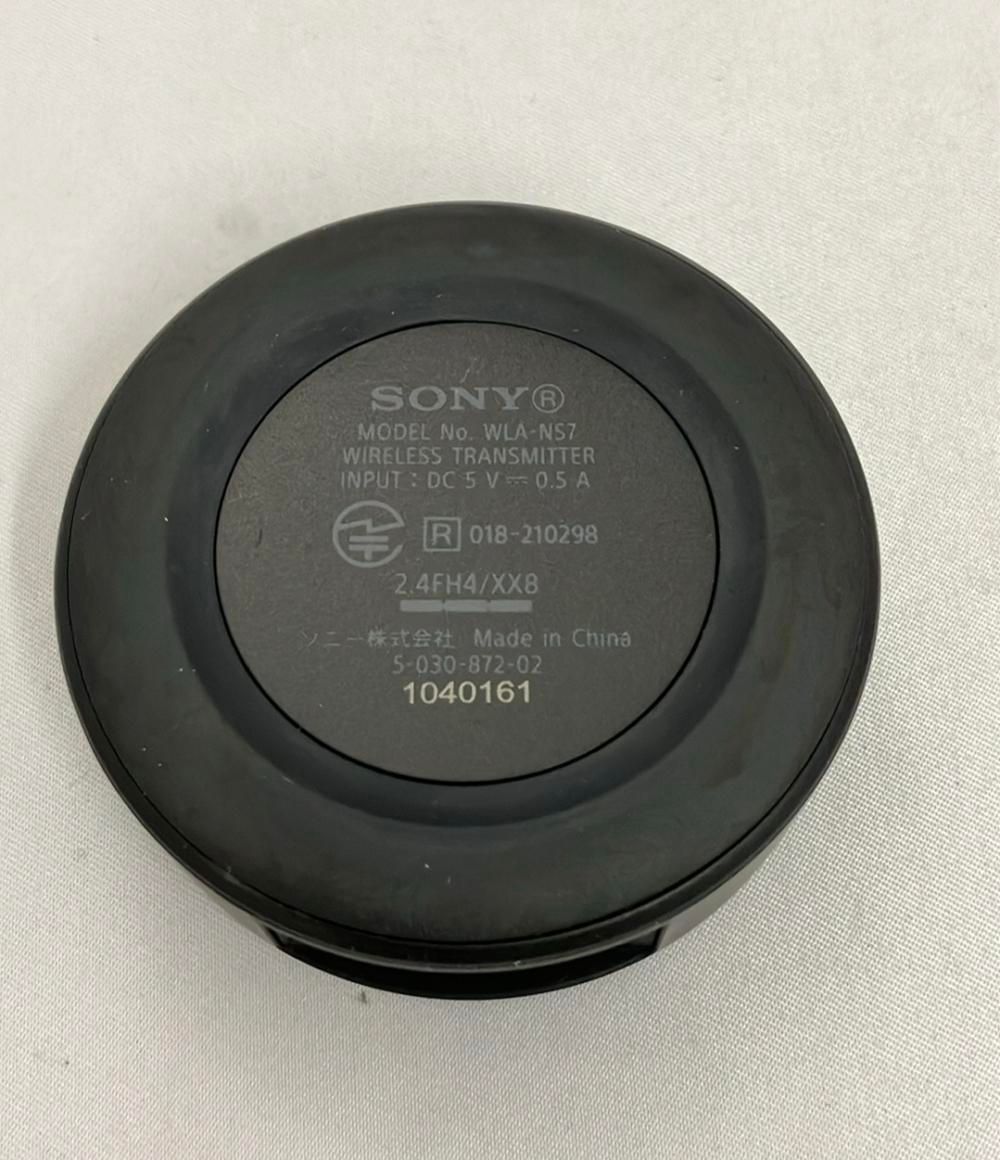 SONY®
MODEL No. WLA-NS7
WIRELESS TRANSMITTER
INPUT : DC 5 V ⎓ 0.5 A
R 018-210298
2.4FH4/XX8
ソニー株式会社 Made in China
5-030-872-02
1040161